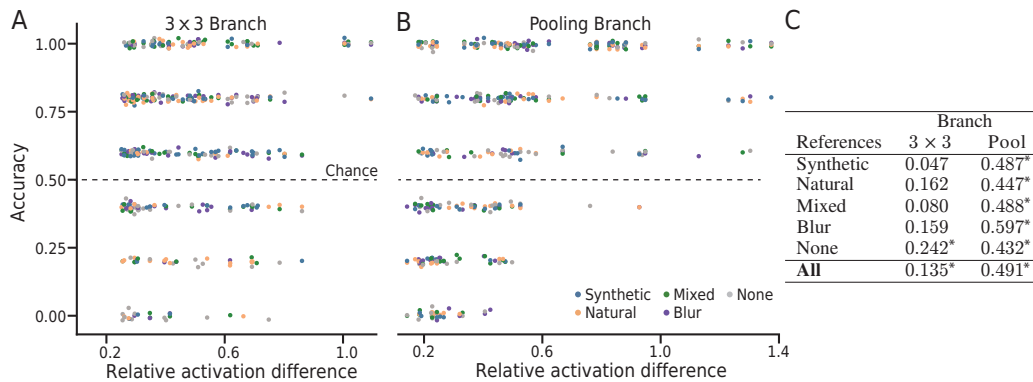 A
3 × 3 Branch
Accuracy
1.00
0.75
0.50
0.25
0.00
Chance
0.2
0.6
1.0
Relative activation difference
B
Pooling Branch
Synthetic
Mixed
None
Natural
Blur
0.2
0.6
1.0
1.4
Relative activation difference
C
Branch
References 3 × 3 Pool
Synthetic 0.047 0.487*
Natural 0.162 0.447*
Mixed 0.080 0.488*
Blur 0.159 0.597*
None 0.242* 0.432*
All 0.135* 0.491*